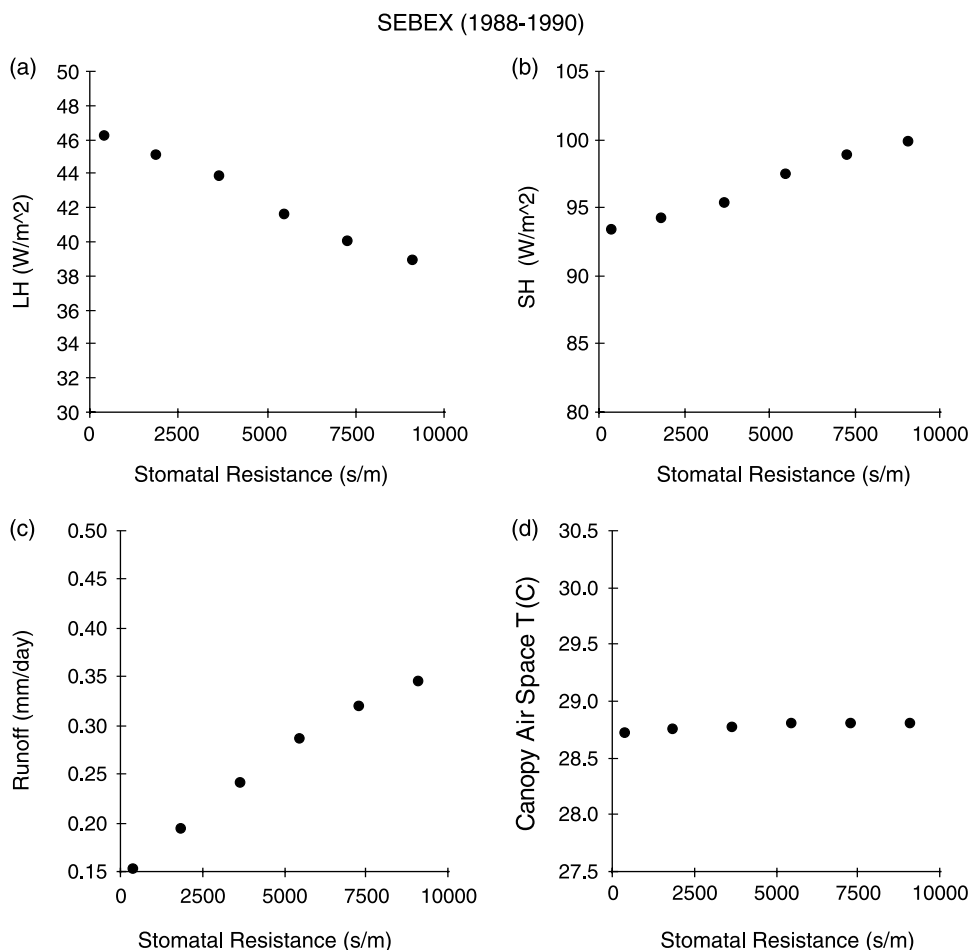 SEBEX (1988-1990)
(a)
50
48
46
44
42
40
38
36
34
32
30
LH (W/m^2)
0 2500 5000 7500 10000
Stomatal Resistance (s/m)
(b)
105
100
95
90
85
80
SH (W/m^2)
0 2500 5000 7500 10000
Stomatal Resistance (s/m)
(c)
0.50
0.45
0.40
0.35
0.30
0.25
0.20
0.15
Runoff (mm/day)
0 2500 5000 7500 10000
Stomatal Resistance (s/m)
(d)
30.5
30.0
29.5
29.0
28.5
28.0
27.5
Canopy Air Space T (C)
0 2500 5000 7500 10000
Stomatal Resistance (s/m)